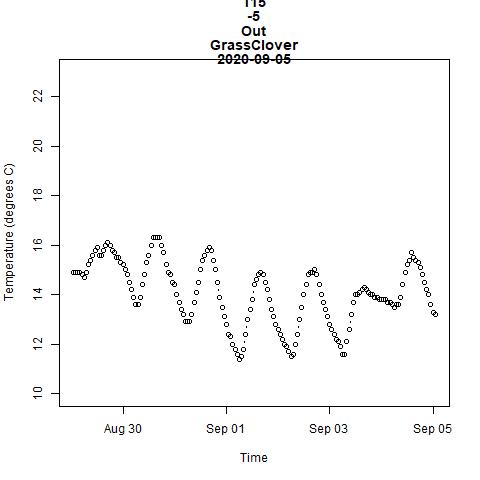 T15
-5
Out
GrassClover
2020-09-05
Temperature (degrees C)
22
20
18
16
14
12
10
Aug 30
Sep 01
Sep 03
Sep 05
Time